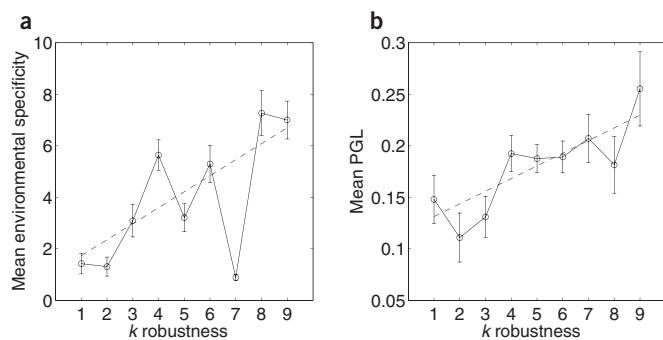 a
Mean environmental specificity
10
8
6
4
2
0
1 2 3 4 5 6 7 8 9
k robustness
b
Mean PGL
0.3
0.25
0.2
0.15
0.1
0.05
1 2 3 4 5 6 7 8 9
k robustness